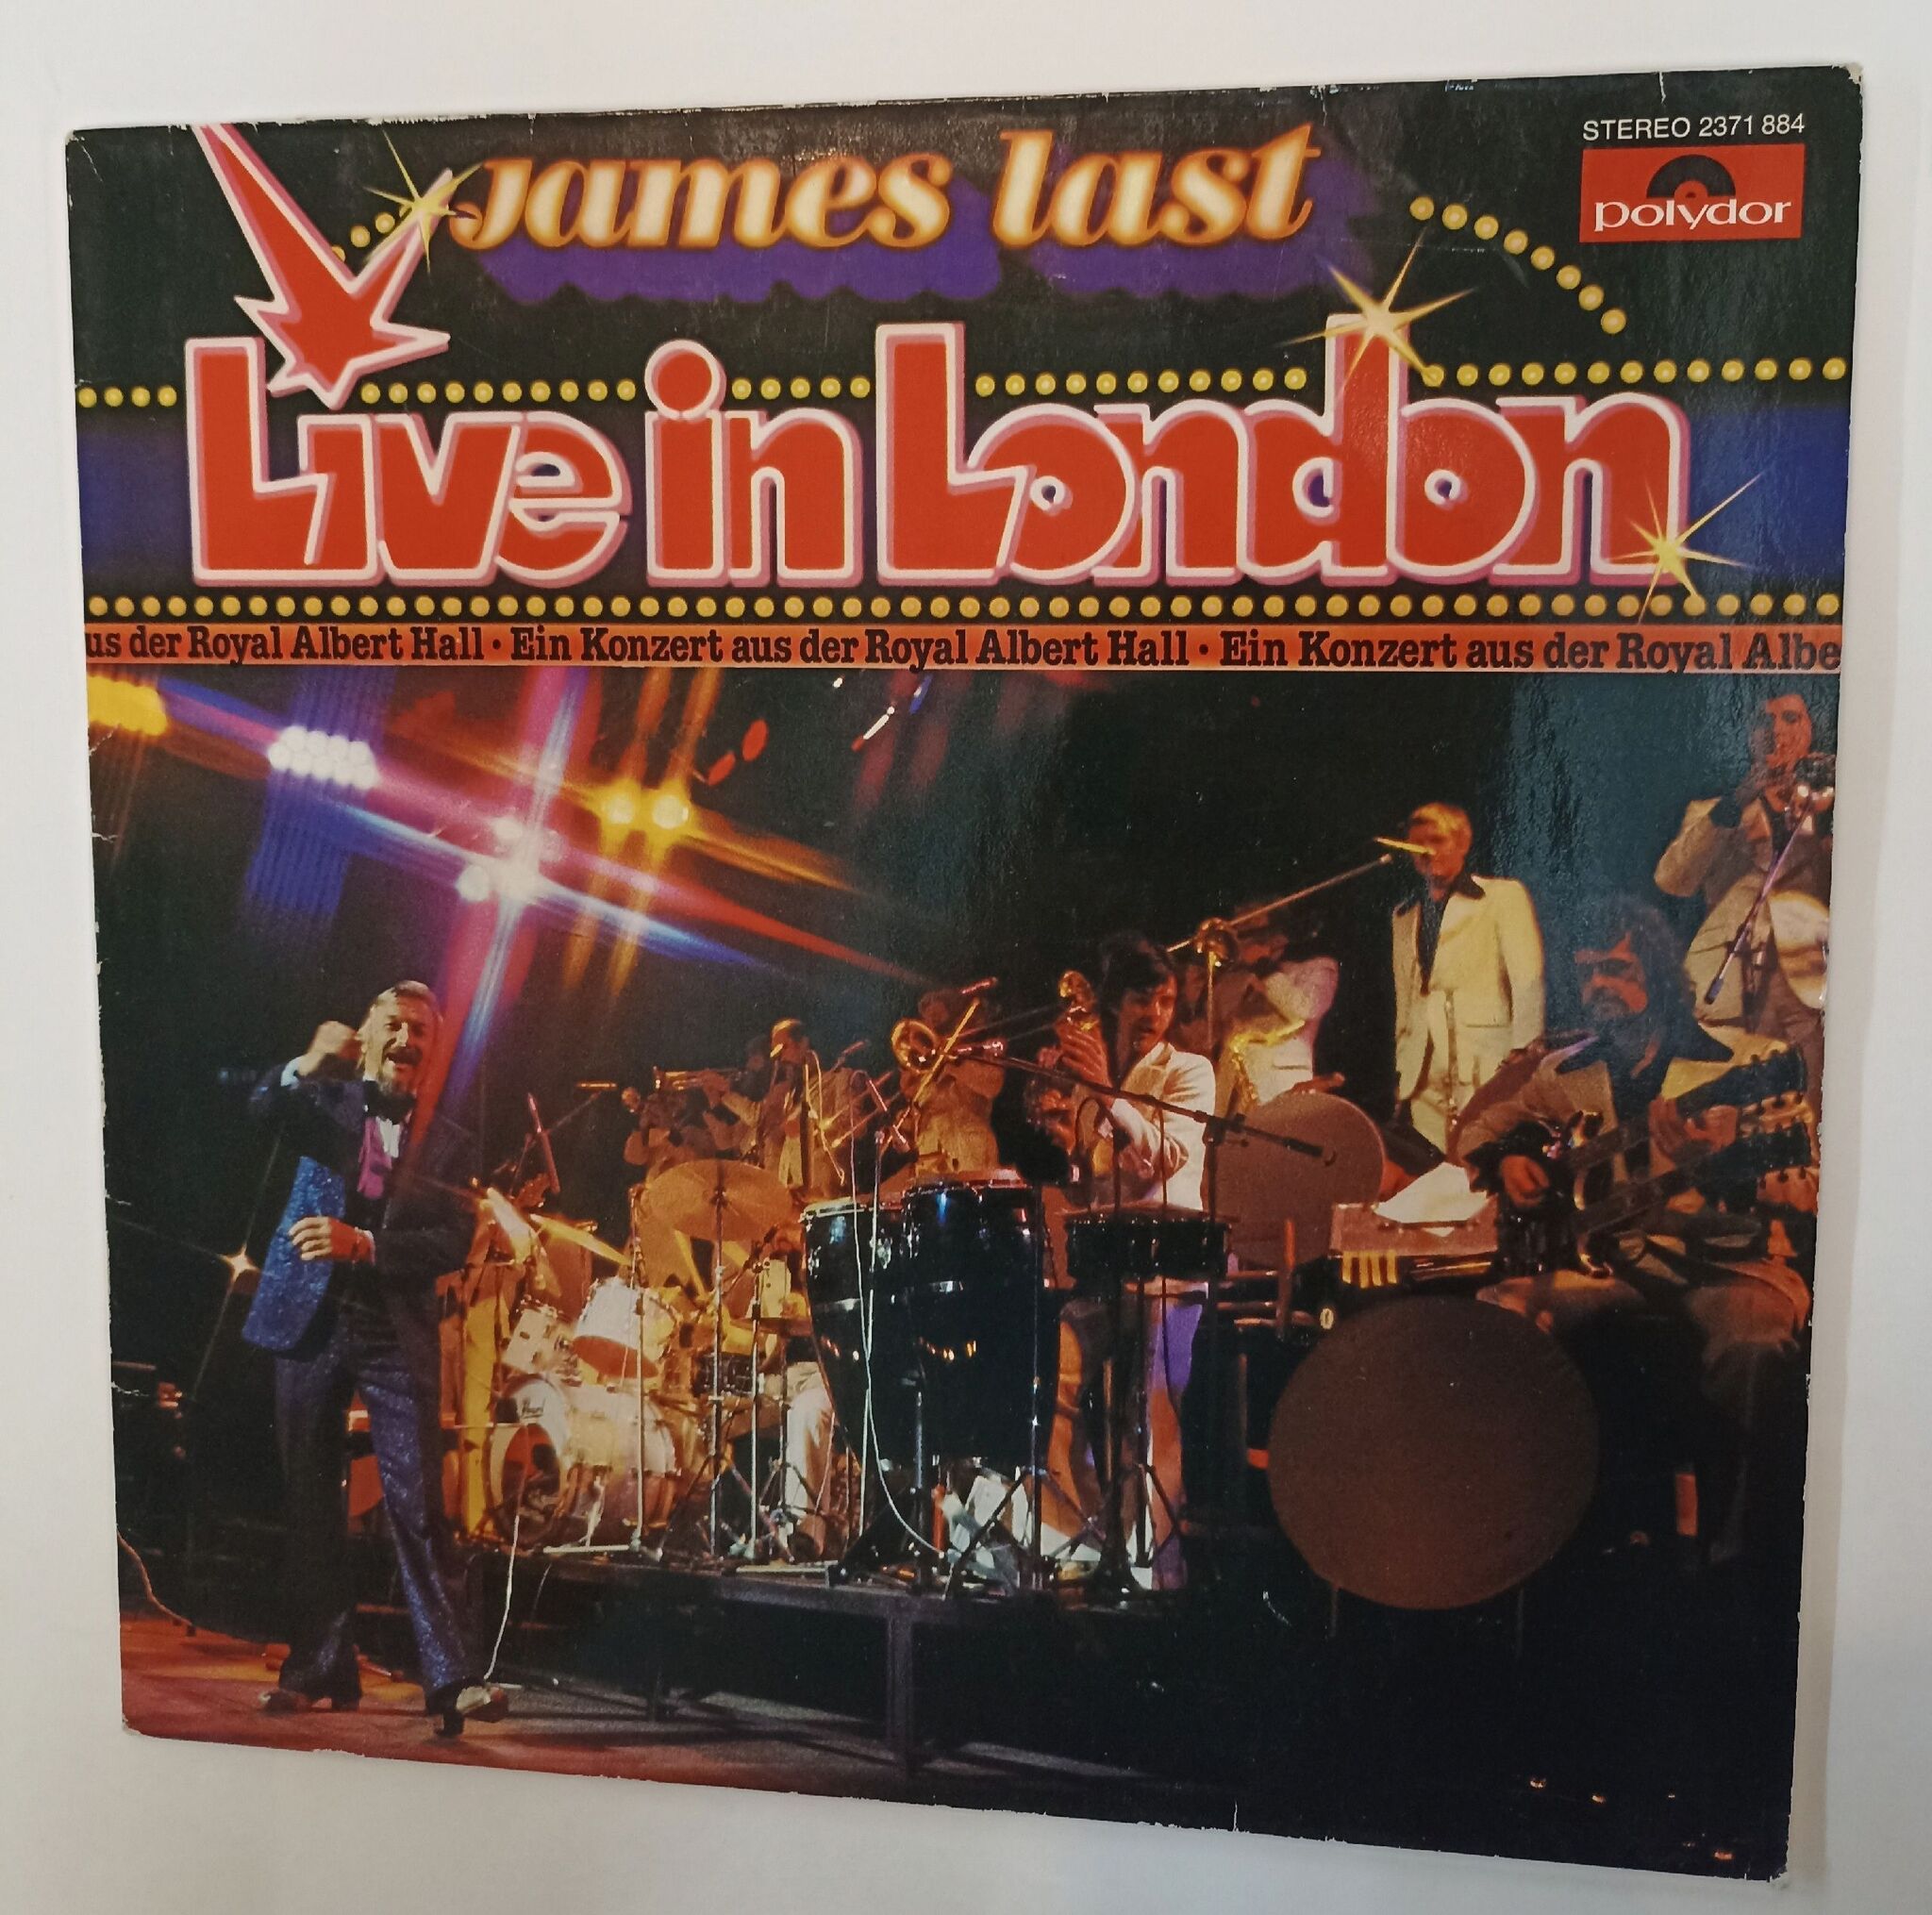 STEREO 2371 884
polydor
james last
Live in London
us der Royal Albert Hall · Ein Konzert aus der Royal Albert Hall · Ein Konzert aus der Royal Albe
Pearl